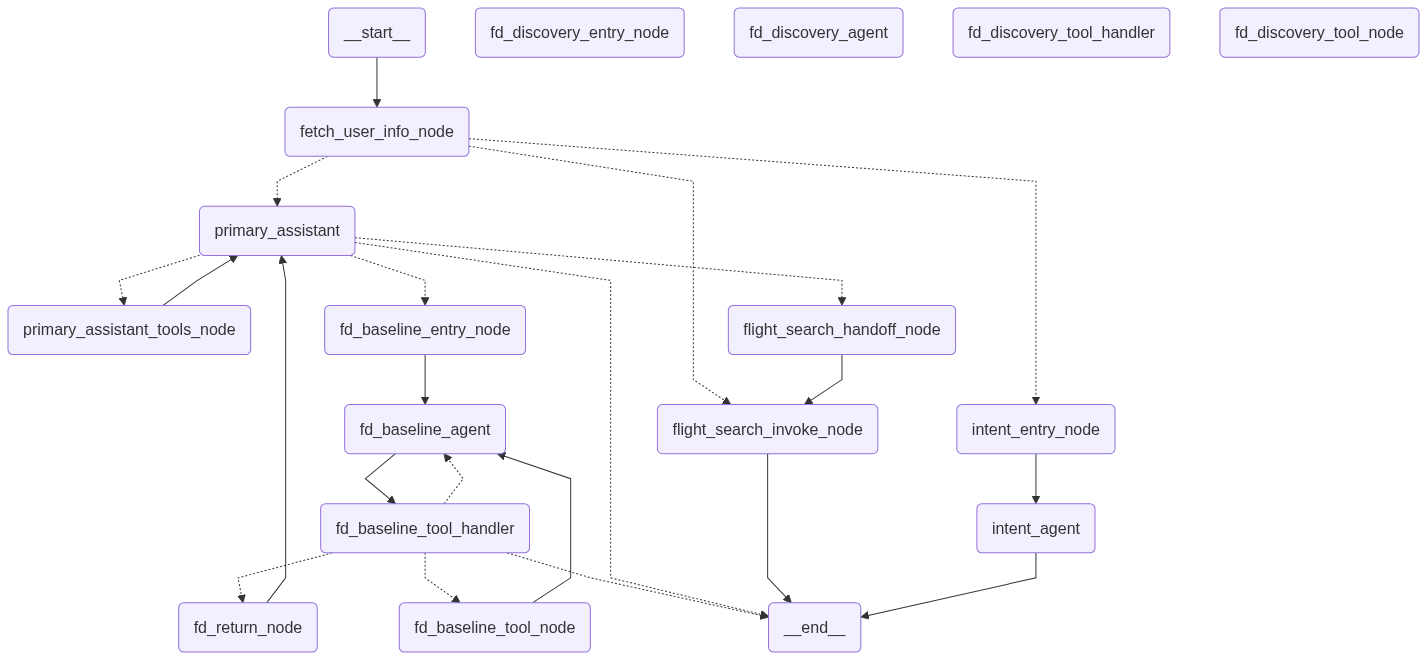 __start__
fd_discovery_entry_node
fd_discovery_agent
fd_discovery_tool_handler
fd_discovery_tool_node
fetch_user_info_node
primary_assistant
primary_assistant_tools_node
fd_baseline_entry_node
flight_search_handoff_node
fd_baseline_agent
flight_search_invoke_node
intent_entry_node
fd_baseline_tool_handler
intent_agent
fd_return_node
fd_baseline_tool_node
__end__